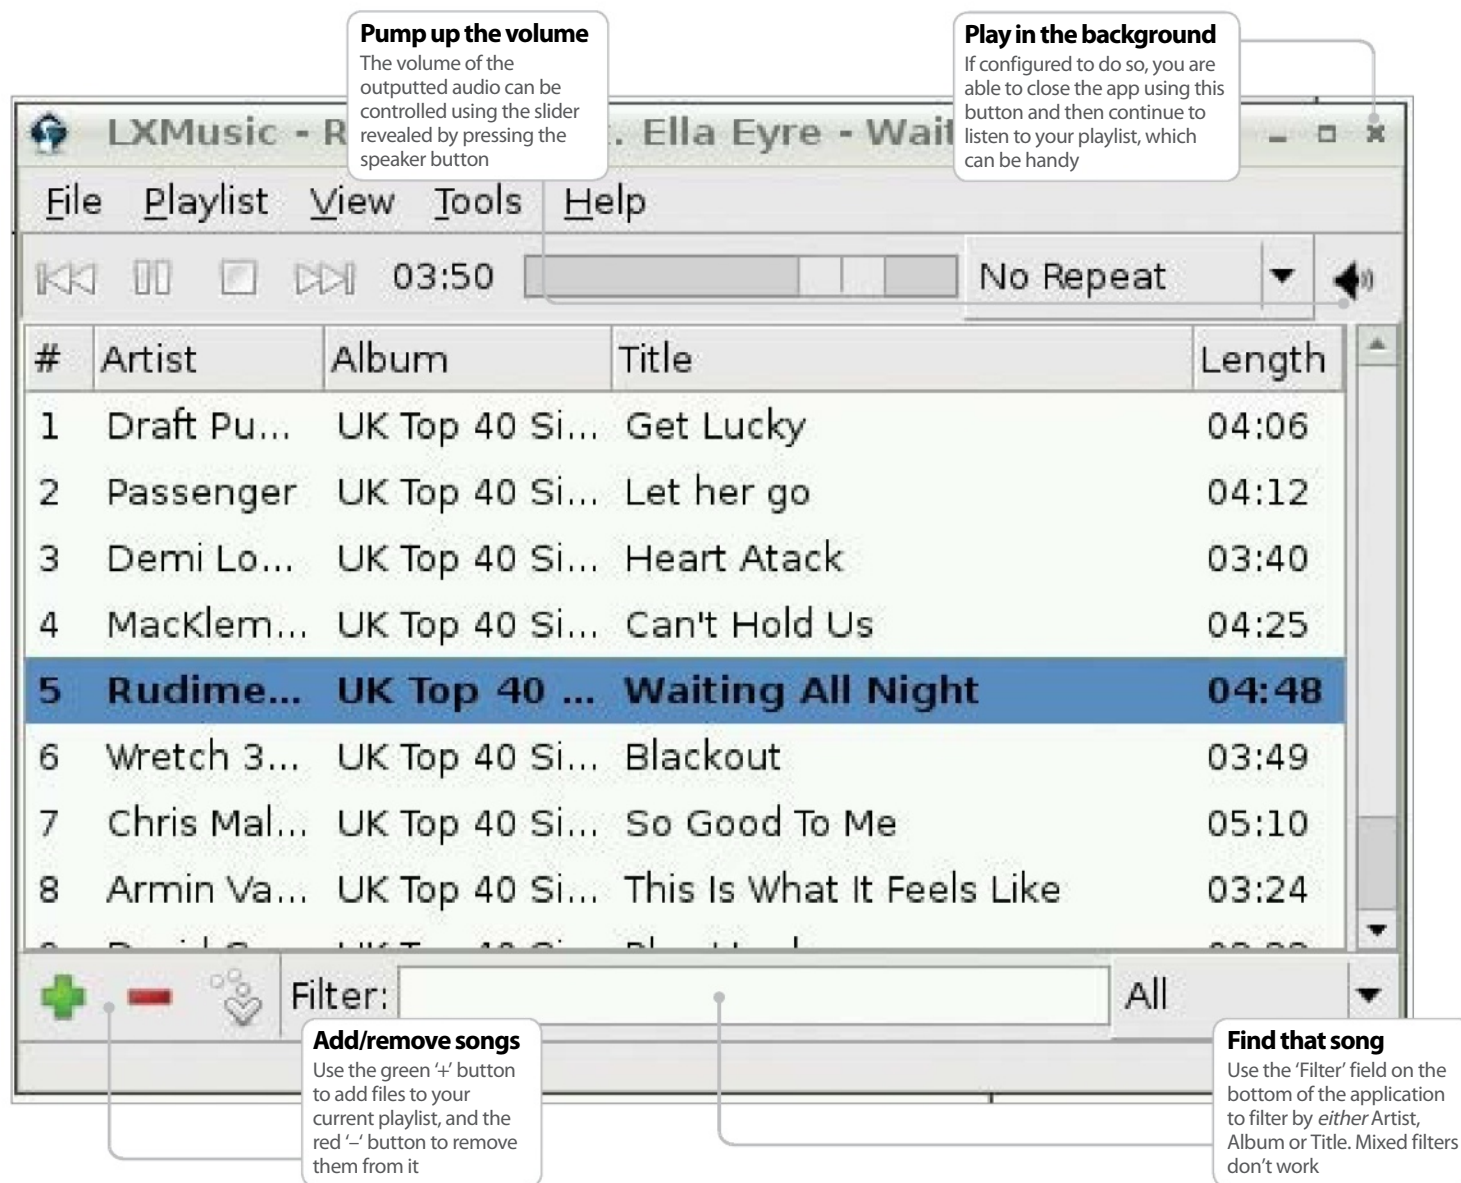 Pump up the volume
The volume of the
outputted audio can be
controlled using the slider
revealed by pressing the
speaker button
Play in the background
If configured to do so, you are
able to close the app using this
button and then continue to
listen to your playlist, which
can be handy
LXMusic - R . Ella Eyre - Wait
File Playlist View Tools Help
03:50 No Repeat
# Artist Album Title Length
1 Draft Pu... UK Top 40 Si... Get Lucky 04:06
2 Passenger UK Top 40 Si... Let her go 04:12
3 Demi Lo... UK Top 40 Si... Heart Atack 03:40
4 MacKlem... UK Top 40 Si... Can't Hold Us 04:25
5 Rudime... UK Top 40 ... Waiting All Night 04:48
6 Wretch 3... UK Top 40 Si... Blackout 03:49
7 Chris Mal... UK Top 40 Si... So Good To Me 05:10
8 Armin Va... UK Top 40 Si... This Is What It Feels Like 03:24
Filter: All
Add/remove songs
Use the green ‘+’ button
to add files to your
current playlist, and the
red ‘–‘ button to remove
them from it
Find that song
Use the ‘Filter’ field on the
bottom of the application
to filter by either Artist,
Album or Title. Mixed filters
don’t work